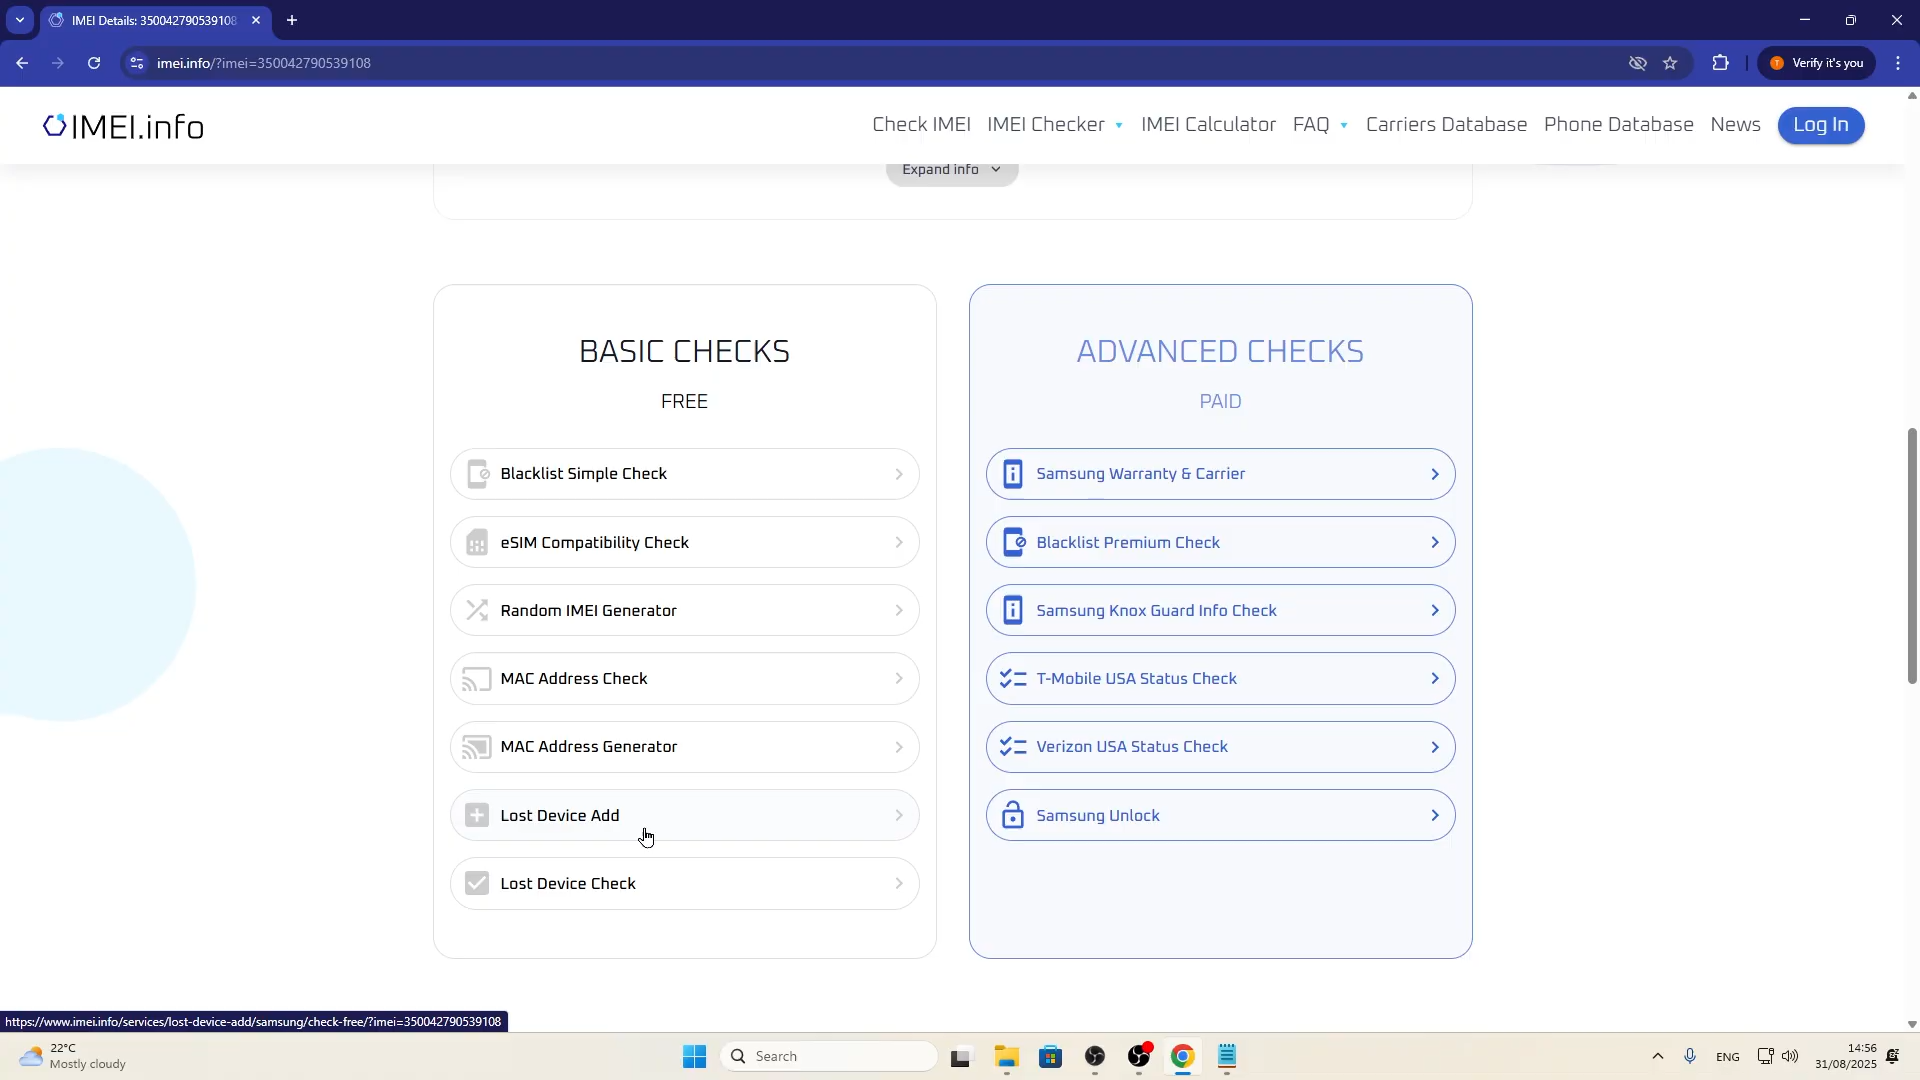 IMEI Details: 350042790539108
imei.info/?imei=350042790539108
Verify it's you
IMEI.info
Check IMEI
IMEI Checker
IMEI Calculator
FAQ
Carriers Database
Phone Database
News
Log In
Expand info
BASIC CHECKS
FREE
Blacklist Simple Check
eSIM Compatibility Check
Random IMEI Generator
MAC Address Check
MAC Address Generator
Lost Device Add
Lost Device Check
ADVANCED CHECKS
PAID
Samsung Warranty & Carrier
Blacklist Premium Check
Samsung Knox Guard Info Check
T-Mobile USA Status Check
Verizon USA Status Check
Samsung Unlock
https://www.imei.info/services/lost-device-add/samsung/check-free/?imei=350042790539108
22°C
Mostly cloudy
Search
ENG
14:56
31/08/2025